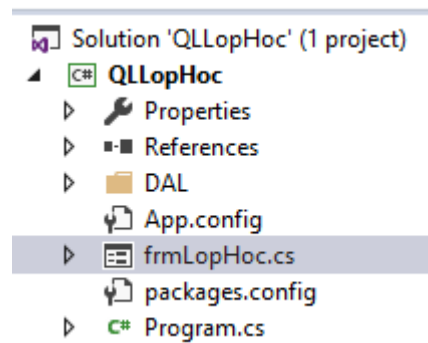 Solution 'QLLopHoc' (1 project)
C# QLLopHoc
Properties
References
DAL
App.config
frmLopHoc.cs
packages.config
C# Program.cs